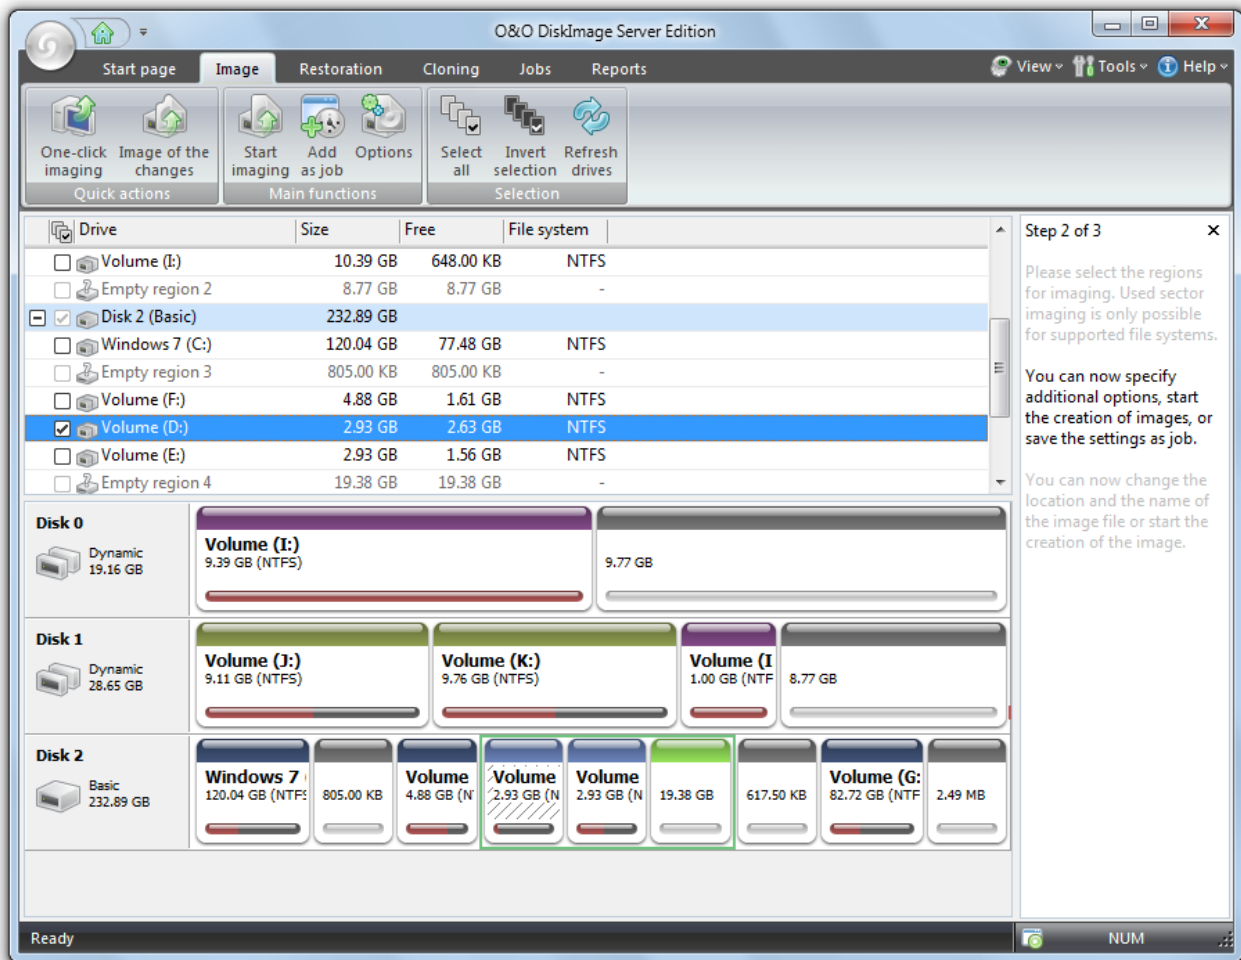 O&O DiskImage Server Edition
Start page Image Restoration Cloning Jobs Reports View Tools Help
One-click imaging
Image of the changes
Start imaging
Add as job
Options
Select all
Invert selection
Refresh drives
Quick actions Main functions Selection
Drive Size Free File system
Volume (I:) 10.39 GB 648.00 KB NTFS
Empty region 2 8.77 GB 8.77 GB -
Disk 2 (Basic) 232.89 GB
Windows 7 (C:) 120.04 GB 77.48 GB NTFS
Empty region 3 805.00 KB 805.00 KB -
Volume (F:) 4.88 GB 1.61 GB NTFS
Volume (D:) 2.93 GB 2.63 GB NTFS
Volume (E:) 2.93 GB 1.56 GB NTFS
Empty region 4 19.38 GB 19.38 GB -
Step 2 of 3
Please select the regions
for imaging. Used sector
imaging is only possible
for supported file systems.
You can now specify
additional options, start
the creation of images, or
save the settings as job.
You can now change the
location and the name of
the image file or start the
creation of the image.
Disk 0
Dynamic
19.16 GB
Volume (I:)
9.39 GB (NTFS)
9.77 GB
Disk 1
Dynamic
28.65 GB
Volume (J:)
9.11 GB (NTFS)
Volume (K:)
9.76 GB (NTFS)
Volume (I
1.00 GB (NTF
8.77 GB
Disk 2
Basic
232.89 GB
Windows 7
120.04 GB (NTFS
805.00 KB
Volume
4.88 GB (N
Volume
2.93 GB (N
Volume
2.93 GB (N
19.38 GB
617.50 KB
Volume (G:
82.72 GB (NTF
2.49 MB
Ready
NUM